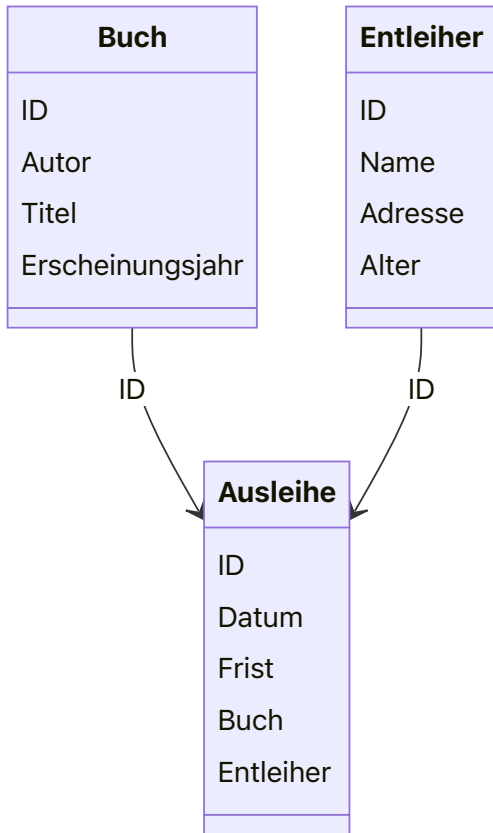 Buch
ID
Autor
Titel
Erscheinungsjahr
Entleiher
ID
Name
Adresse
Alter
ID
ID
Ausleihe
ID
Datum
Frist
Buch
Entleiher